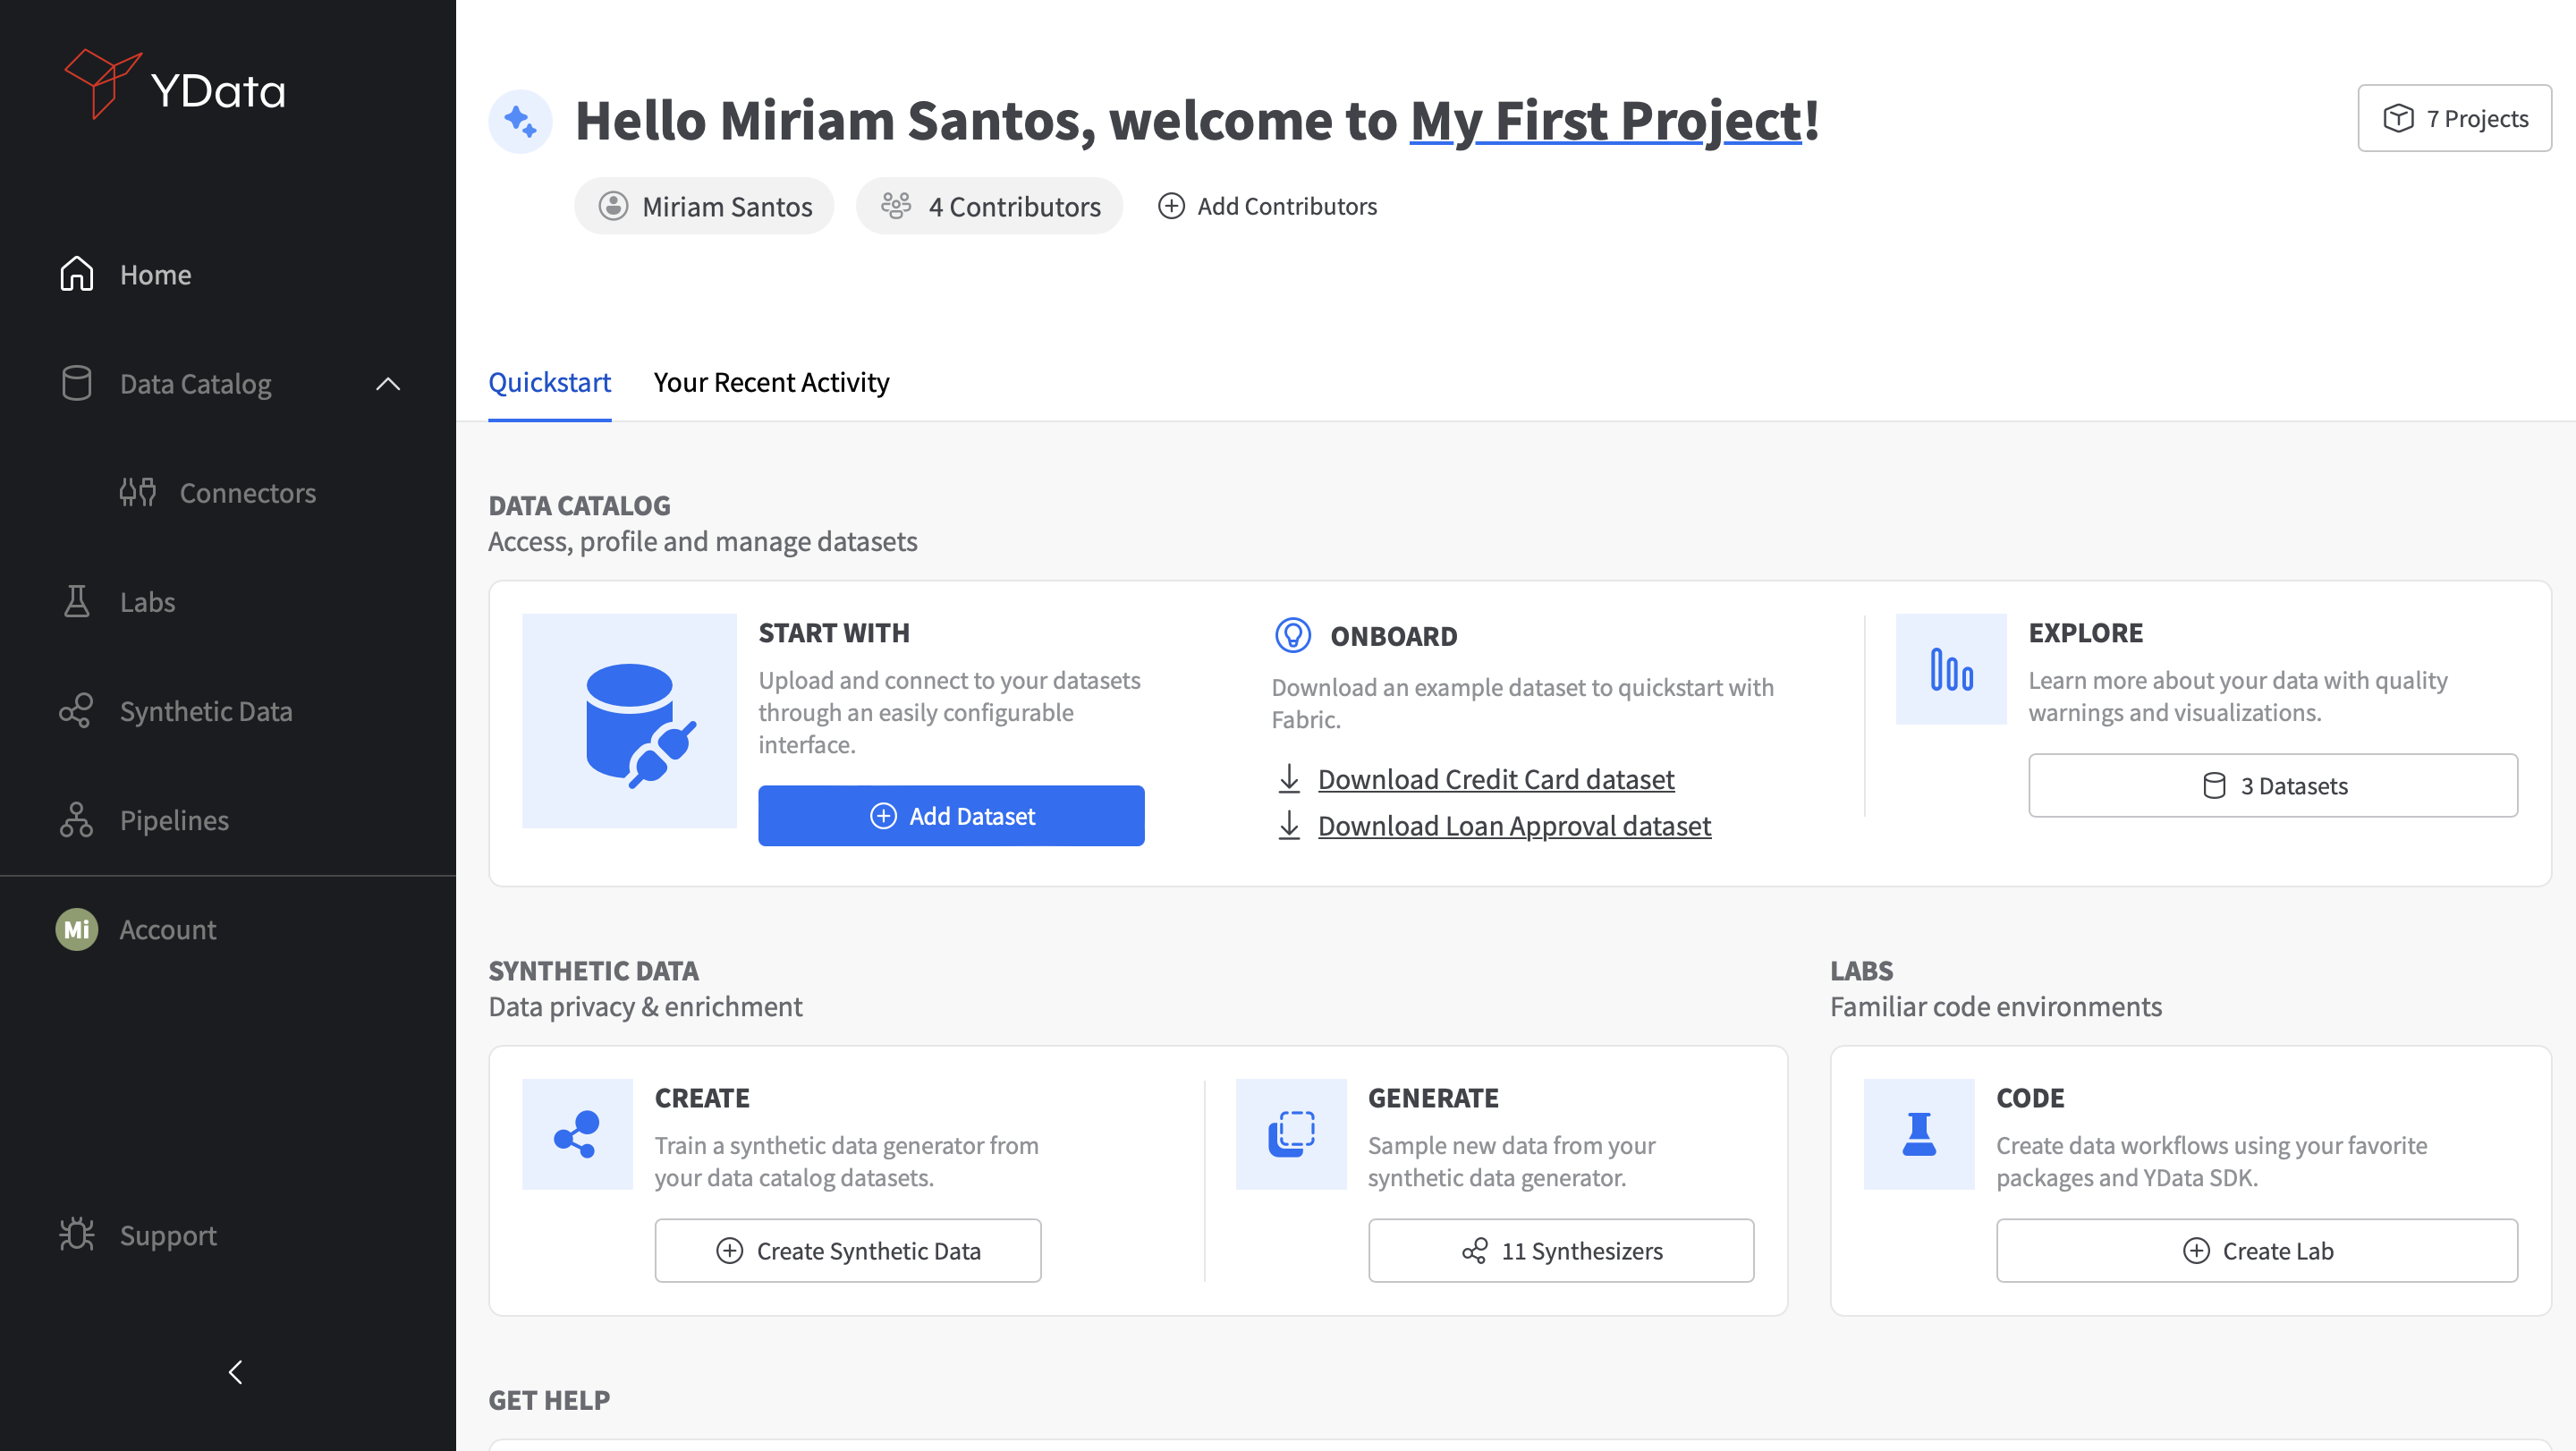 YData
Home
Data Catalog
Connectors
Labs
Synthetic Data
Pipelines
Mi Account
Support
Hello Miriam Santos, welcome to My First Project!
7 Projects
Miriam Santos
4 Contributors
Add Contributors
Quickstart
Your Recent Activity
DATA CATALOG
Access, profile and manage datasets
START WITH
Upload and connect to your datasets
through an easily configurable
interface.
Add Dataset
ONBOARD
Download an example dataset to quickstart with
Fabric.
Download Credit Card dataset
Download Loan Approval dataset
EXPLORE
Learn more about your data with quality
warnings and visualizations.
3 Datasets
SYNTHETIC DATA
Data privacy & enrichment
CREATE
Train a synthetic data generator from
your data catalog datasets.
Create Synthetic Data
GENERATE
Sample new data from your
synthetic data generator.
11 Synthesizers
LABS
Familiar code environments
CODE
Create data workflows using your favorite
packages and YData SDK.
Create Lab
GET HELP